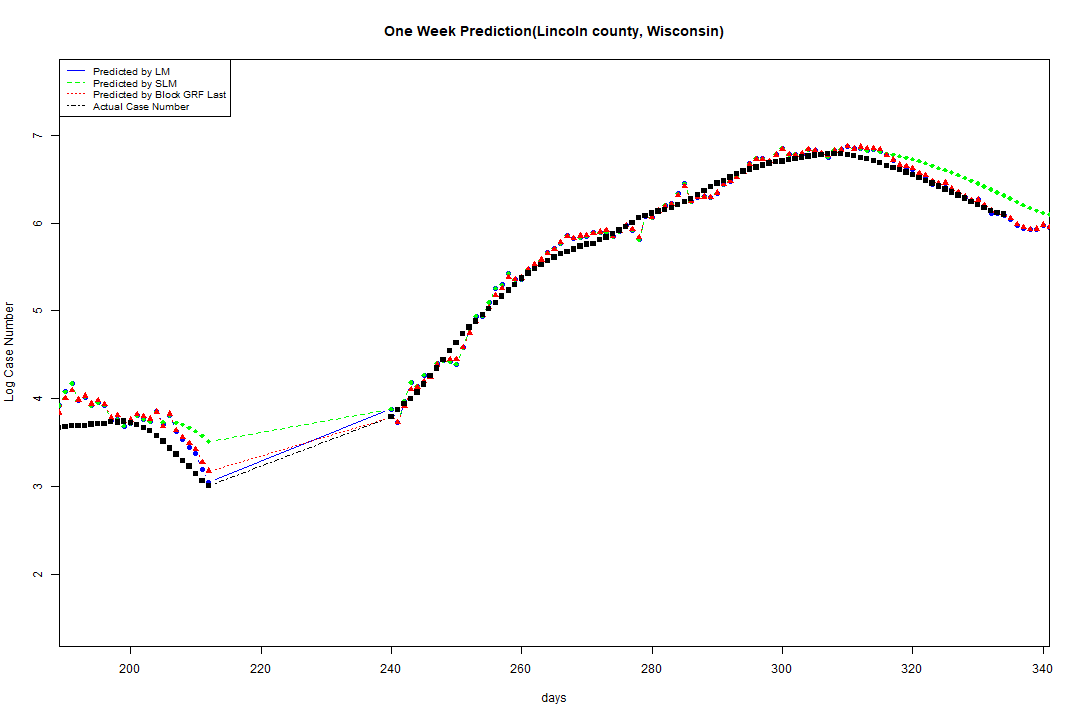 One Week Prediction(Lincoln county, Wisconsin)
Predicted by LM
Predicted by SLM
Predicted by Block GRF Last
Actual Case Number
7
6
5
4
3
2
Log Case Number
200 220 240 260 280 300 320 340
days